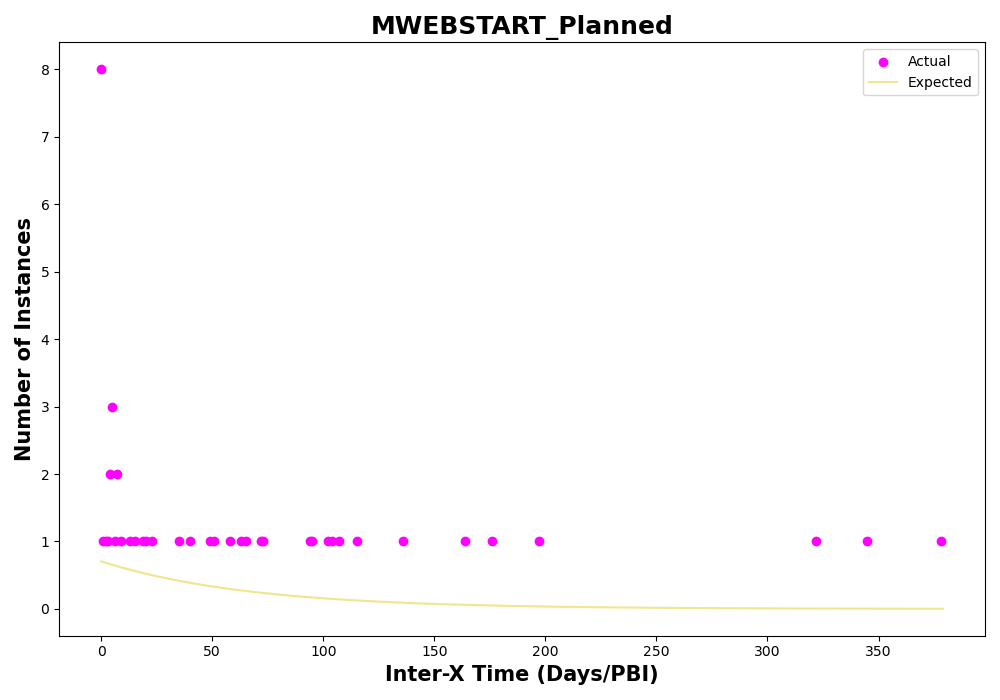 MWEBSTART_Planned
Actual
Expected
8
7
6
5
4
3
2
1
0
Number of Instances
0 50 100 150 200 250 300 350
Inter-X Time (Days/PBI)